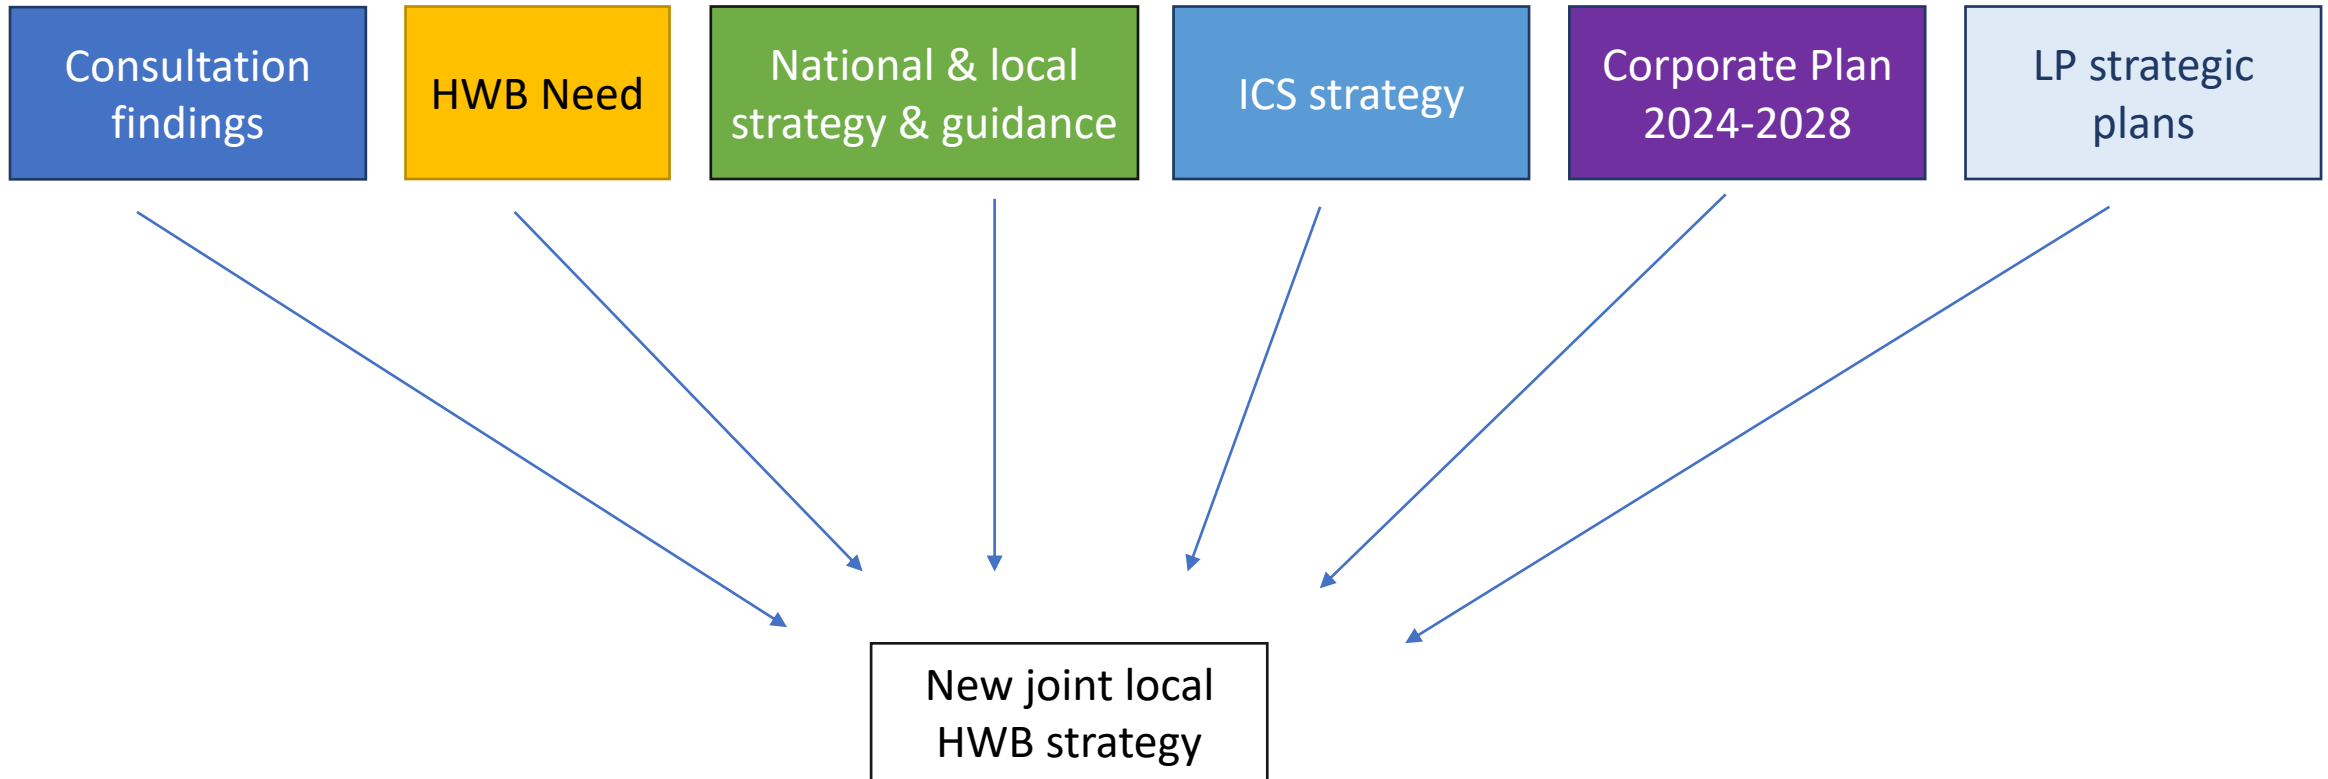 Consultation
findings
HWB Need
National & local
strategy & guidance
ICS strategy
Corporate Plan
2024-2028
LP strategic
plans
New joint local
HWB strategy